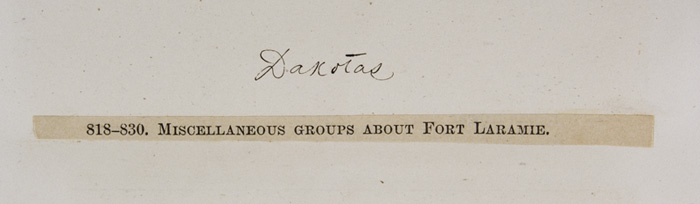 Dakotas
818–830. Miscellaneous groups about Fort Laramie.